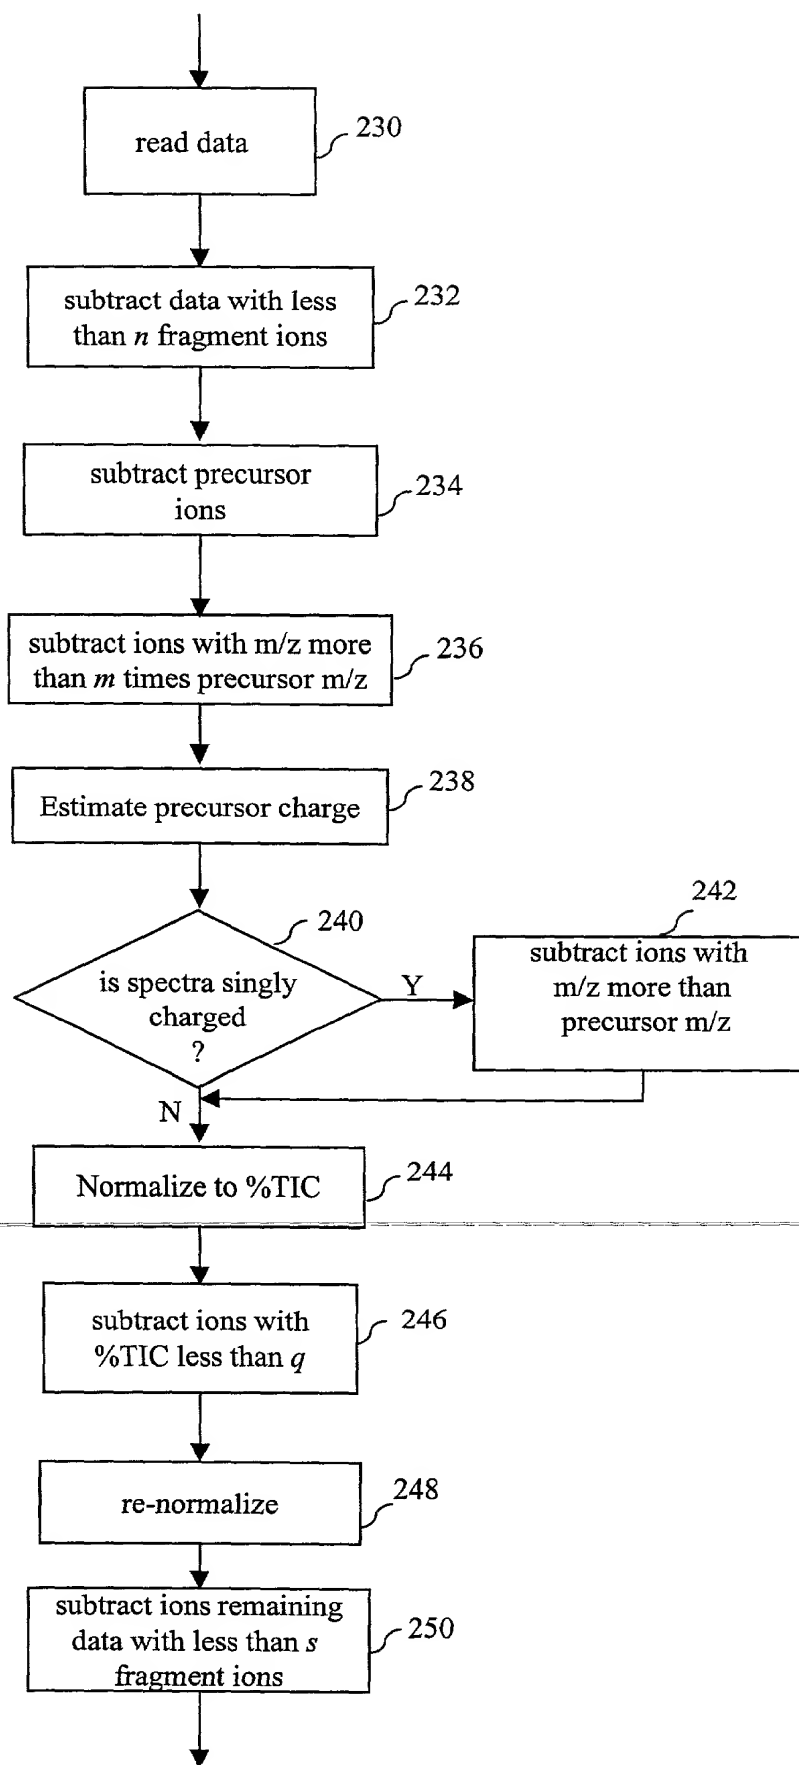 read data
230
subtract data with less
than n fragment ions
232
subtract precursor
ions
234
subtract ions with m/z more
than m times precursor m/z
236
Estimate precursor charge
238
is spectra singly
charged
?
240
Y
N
242
subtract ions with
m/z more than
precursor m/z
Normalize to %TIC
244
subtract ions with
%TIC less than q
246
re-normalize
248
subtract ions remaining
data with less than s
fragment ions
250